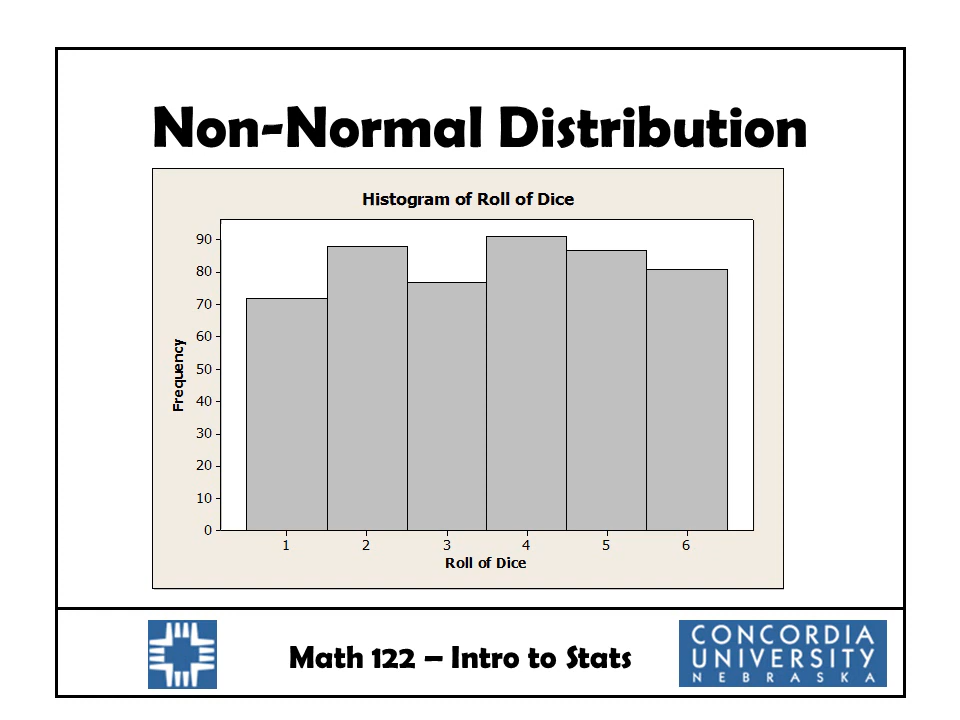 Non-Normal Distribution
Histogram of Roll of Dice
90
80
70
60
50
40
30
20
10
0
Frequency
1 2 3 4 5 6
Roll of Dice
Math 122 – Intro to Stats
CONCORDIA
UNIVERSITY
NEBRASKA